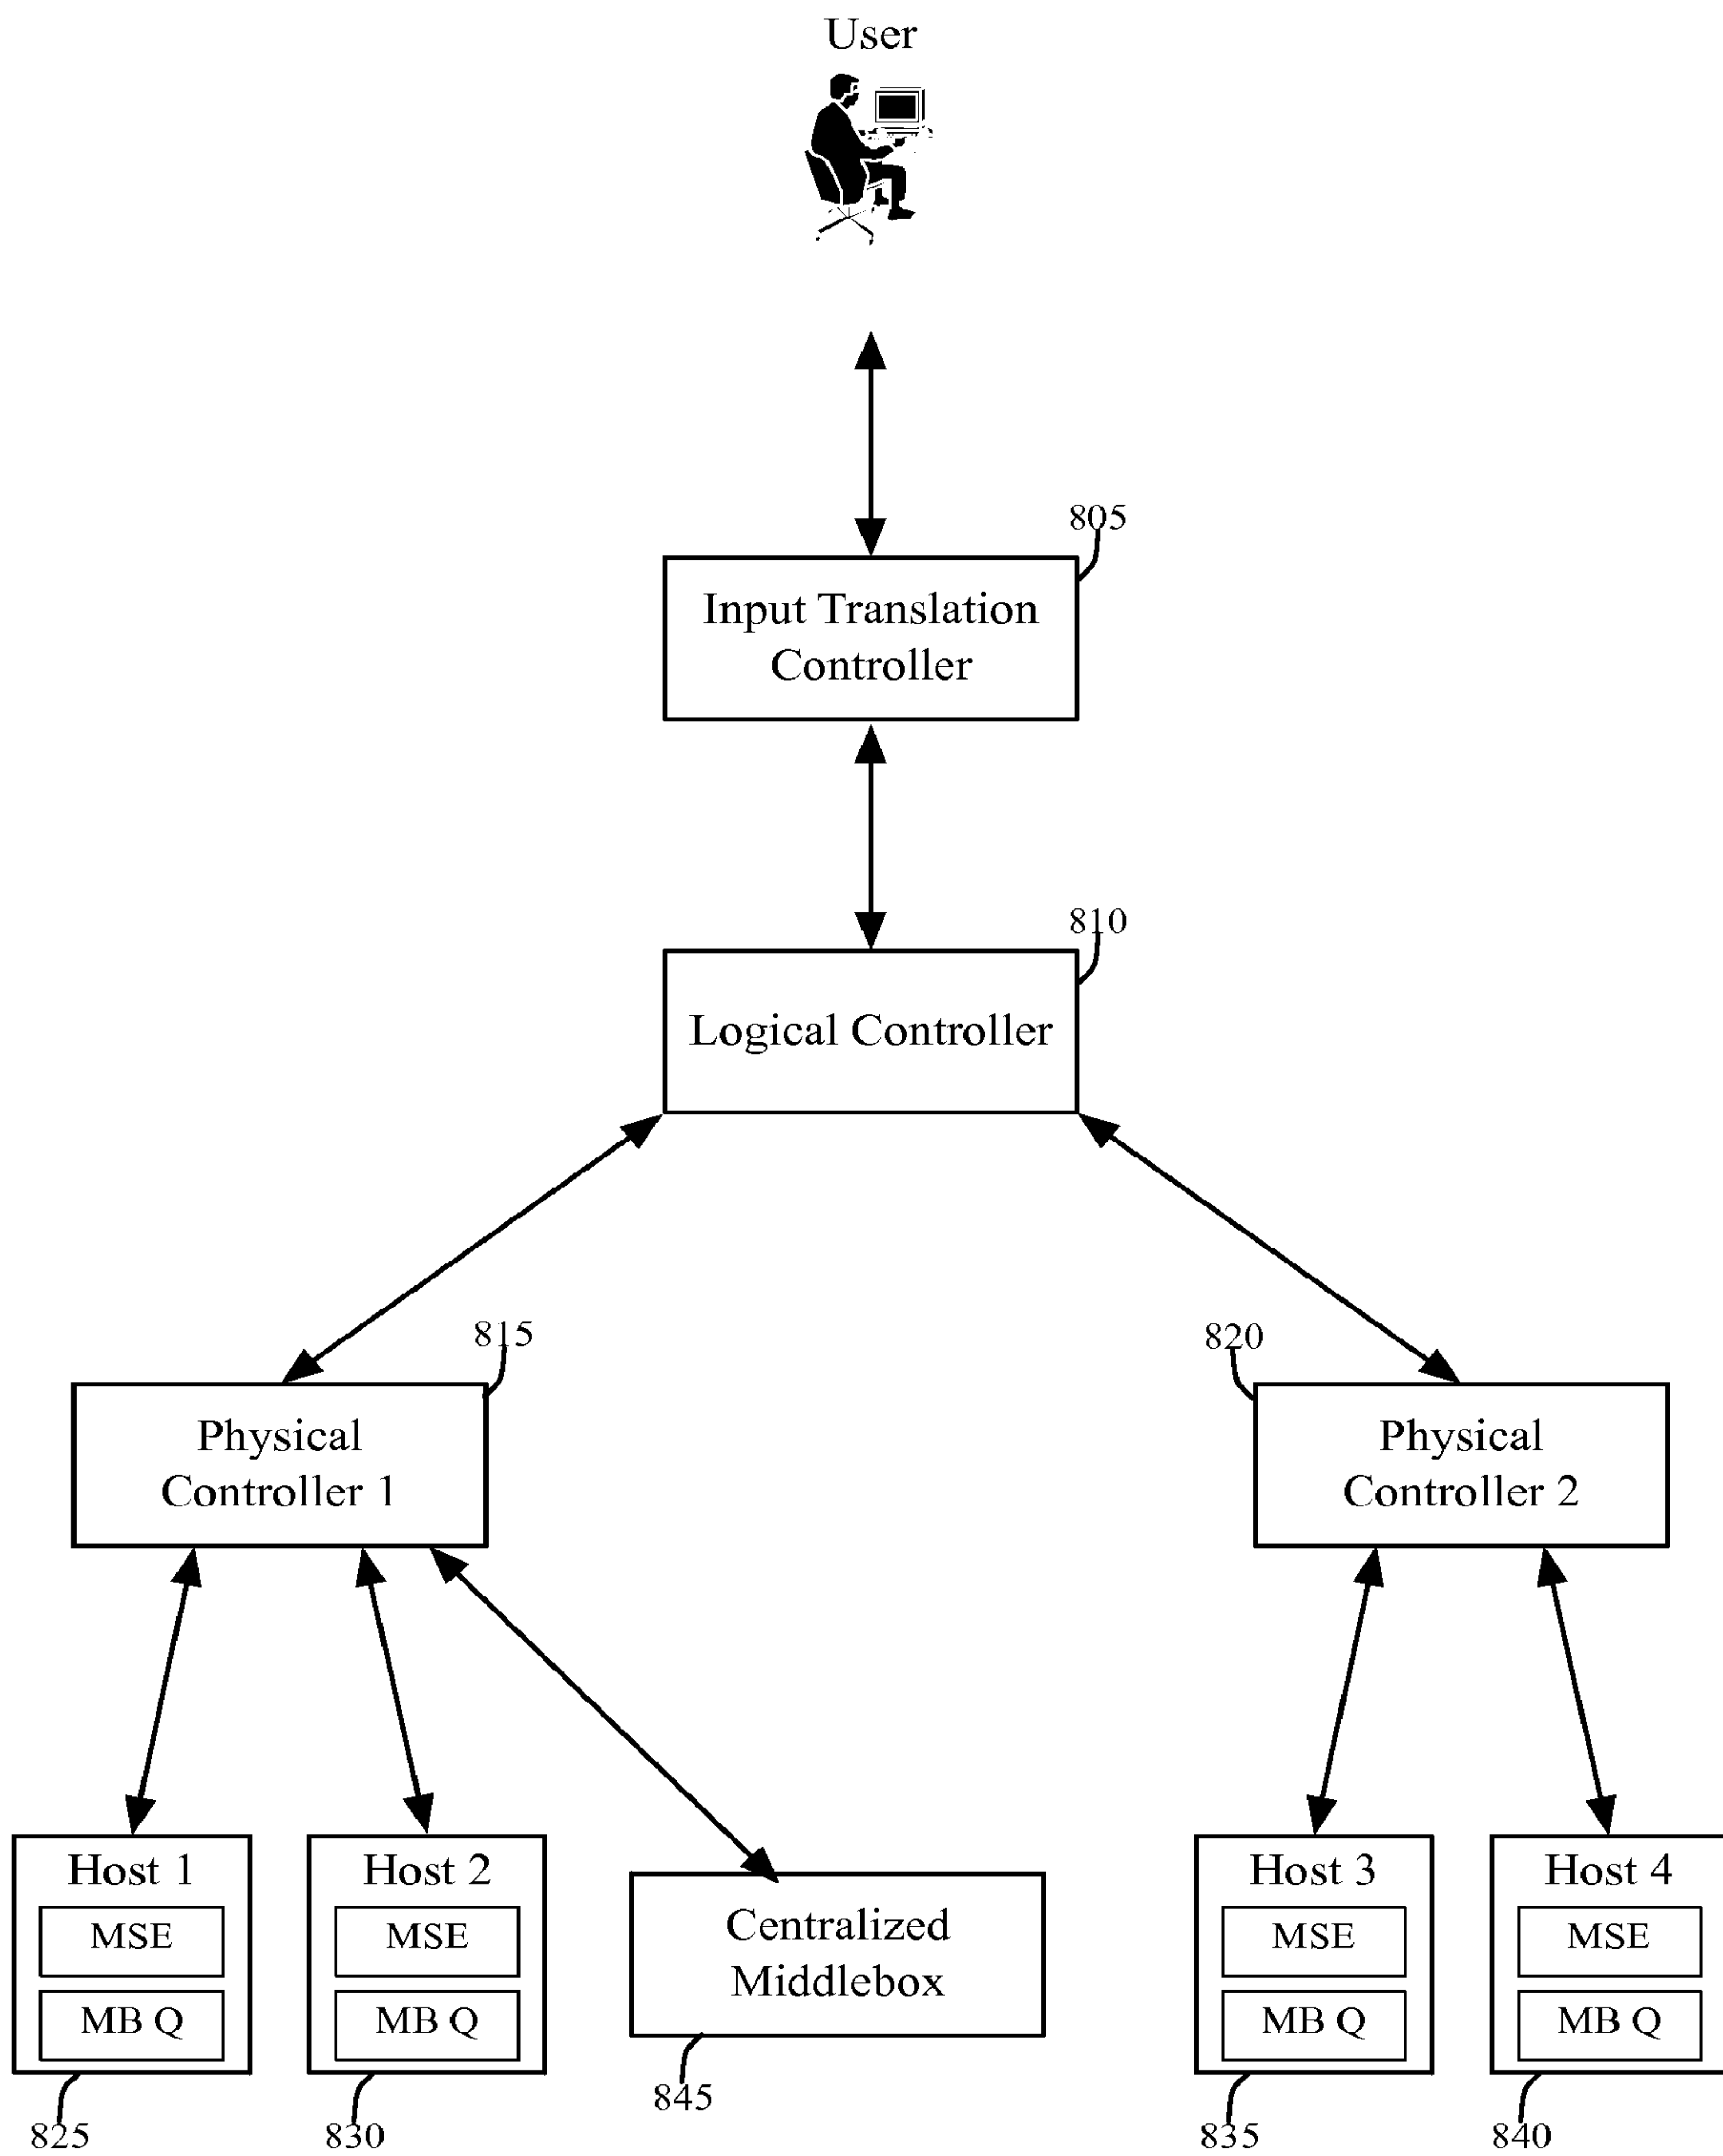 User
805
Input Translation
Controller
810
Logical Controller
815
820
Physical
Controller 1
Physical
Controller 2
Host 1
MSE
MB Q
Host 2
MSE
MB Q
Centralized
Middlebox
Host 3
MSE
MB Q
Host 4
MSE
MB Q
825
830
845
835
840